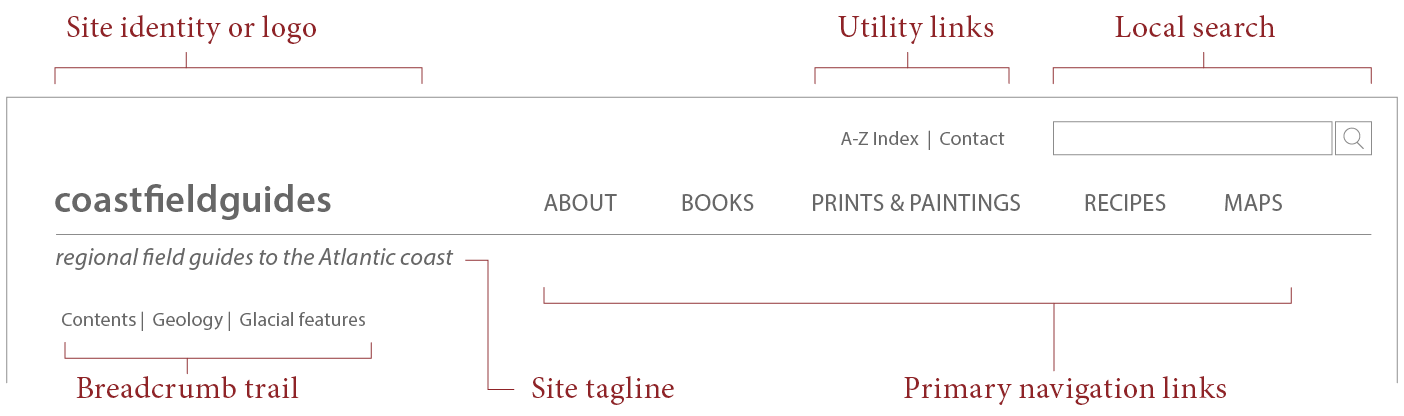 Site identity or logo
Utility links
Local search
A-Z Index | Contact
coastfieldguides
ABOUT BOOKS PRINTS & PAINTINGS RECIPES MAPS
regional field guides to the Atlantic coast
Contents | Geology | Glacial features
Breadcrumb trail
Site tagline
Primary navigation links